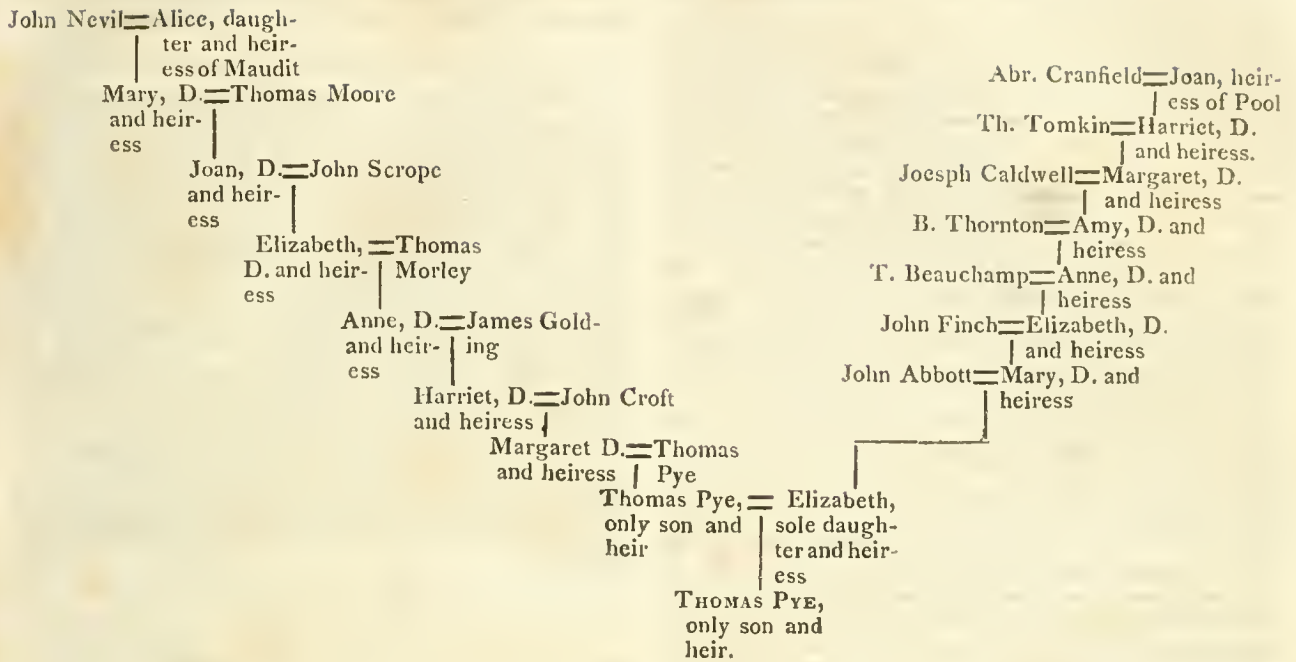 John Nevil=Alice, daugh-
ter and heir-
ess of Maudit
Mary, D.=Thomas Moore
and heir-
ess
Joan, D.=John Scrope
and heir-
ess
Elizabeth, =Thomas
D. and heir- Morley
ess
Anne, D.=James Gold-
and heir- ing
ess
Harriet, D.=John Croft
and heiress
Margaret D.=Thomas
and heiress Pye
Abr. Cranfield=Joan, heir-
ess of Pool
Th. Tomkin=Harriet, D.
and heiress.
Joesph Caldwell=Margaret, D.
and heiress
B. Thornton=Amy, D. and
heiress
T. Beauchamp=Anne, D. and
heiress
John Finch=Elizabeth, D.
and heiress
John Abbott=Mary, D. and
heiress
Thomas Pye, = Elizabeth,
only son and sole daugh-
heir ter and heir-
ess
THOMAS PYE,
only son and
heir.